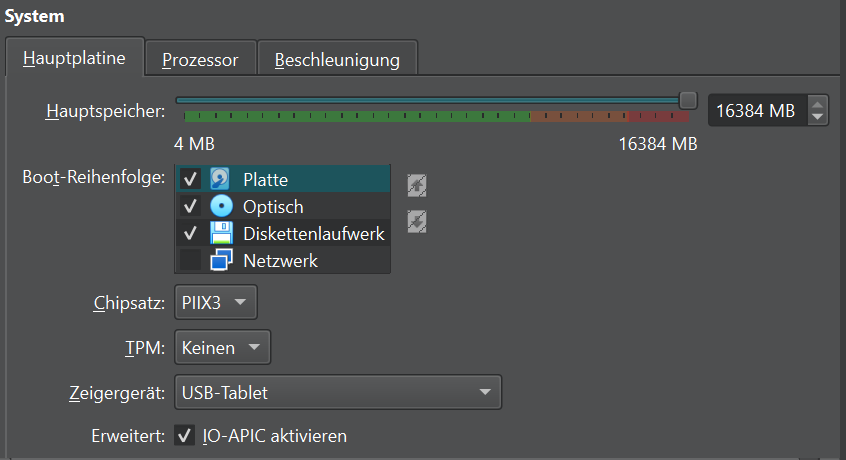 System
Hauptplatine Prozessor Beschleunigung
Hauptspeicher: 16384 MB
4 MB 16384 MB
Boot-Reihenfolge: Platte
Optisch
Diskettenlaufwerk
Netzwerk
Chipsatz: PIIX3
TPM: Keinen
Zeigergerät: USB-Tablet
Erweitert: IO-APIC aktivieren